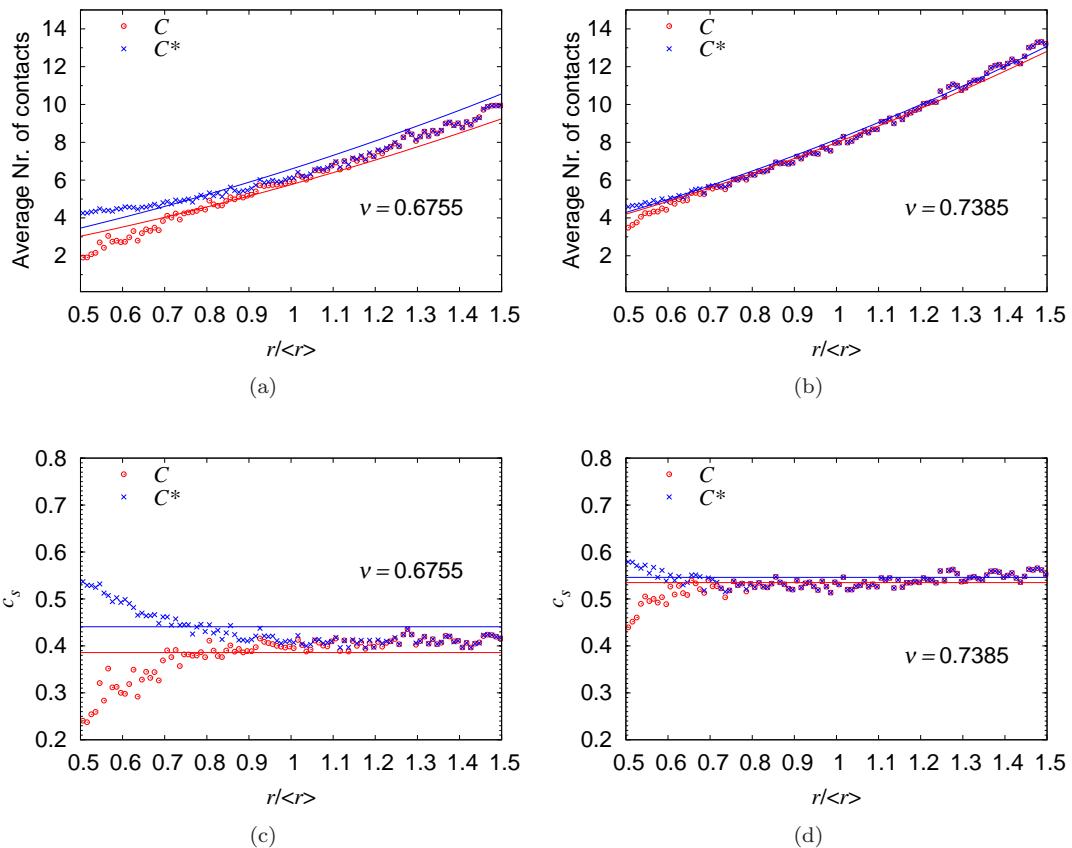 14
12
10
8
6
4
2
Average Nr. of contacts
C
C*
ν = 0.6755
0.5 0.6 0.7 0.8 0.9 1 1.1 1.2 1.3 1.4 1.5
r/<r>
(a)
14
12
10
8
6
4
2
Average Nr. of contacts
C
C*
ν = 0.7385
0.5 0.6 0.7 0.8 0.9 1 1.1 1.2 1.3 1.4 1.5
r/<r>
(b)
0.8
0.7
0.6
0.5
0.4
0.3
0.2
cs
C
C*
ν = 0.6755
0.5 0.6 0.7 0.8 0.9 1 1.1 1.2 1.3 1.4 1.5
r/<r>
(c)
0.8
0.7
0.6
0.5
0.4
0.3
0.2
cs
C
C*
ν = 0.7385
0.5 0.6 0.7 0.8 0.9 1 1.1 1.2 1.3 1.4 1.5
r/<r>
(d)